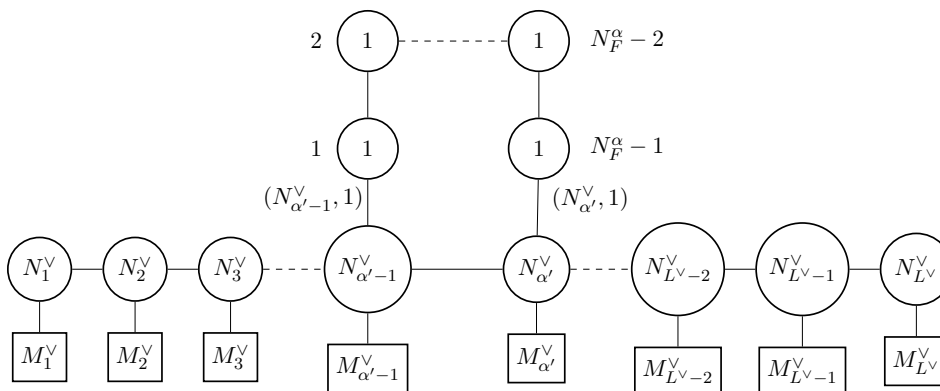 2 1 1 N_F^α − 2
1 1 1 N_F^α − 1
(N_{α′−1}^∨, 1) (N_{α′}^∨, 1)
N_1^∨ N_2^∨ N_3^∨ N_{α′−1}^∨ N_{α′}^∨ N_{L^∨−2}^∨ N_{L^∨−1}^∨ N_{L^∨}^∨
M_1^∨ M_2^∨ M_3^∨ M_{α′−1}^∨ M_{α′}^∨ M_{L^∨−2}^∨ M_{L^∨−1}^∨ M_{L^∨}^∨